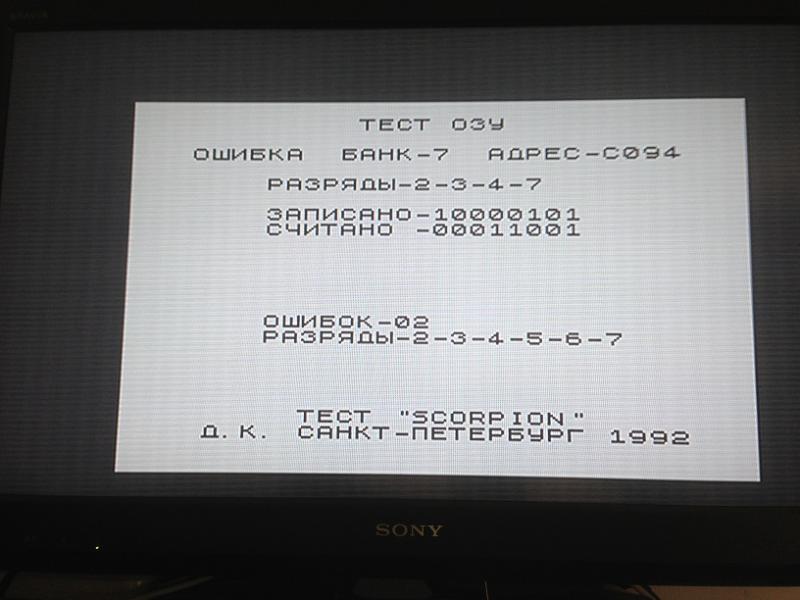 ТЕСТ ОЗУ
ОШИБКА БАНК-7 АДРЕС-C094
РАЗРЯДЫ-2-3-4-7
ЗАПИСАНО-10000101
СЧИТАНО -00011001
ОШИБОК-02
РАЗРЯДЫ-2-3-4-5-6-7
ТЕСТ "SCORPION"
Д.К. САНКТ-ПЕТЕРБУРГ 1992
SONY